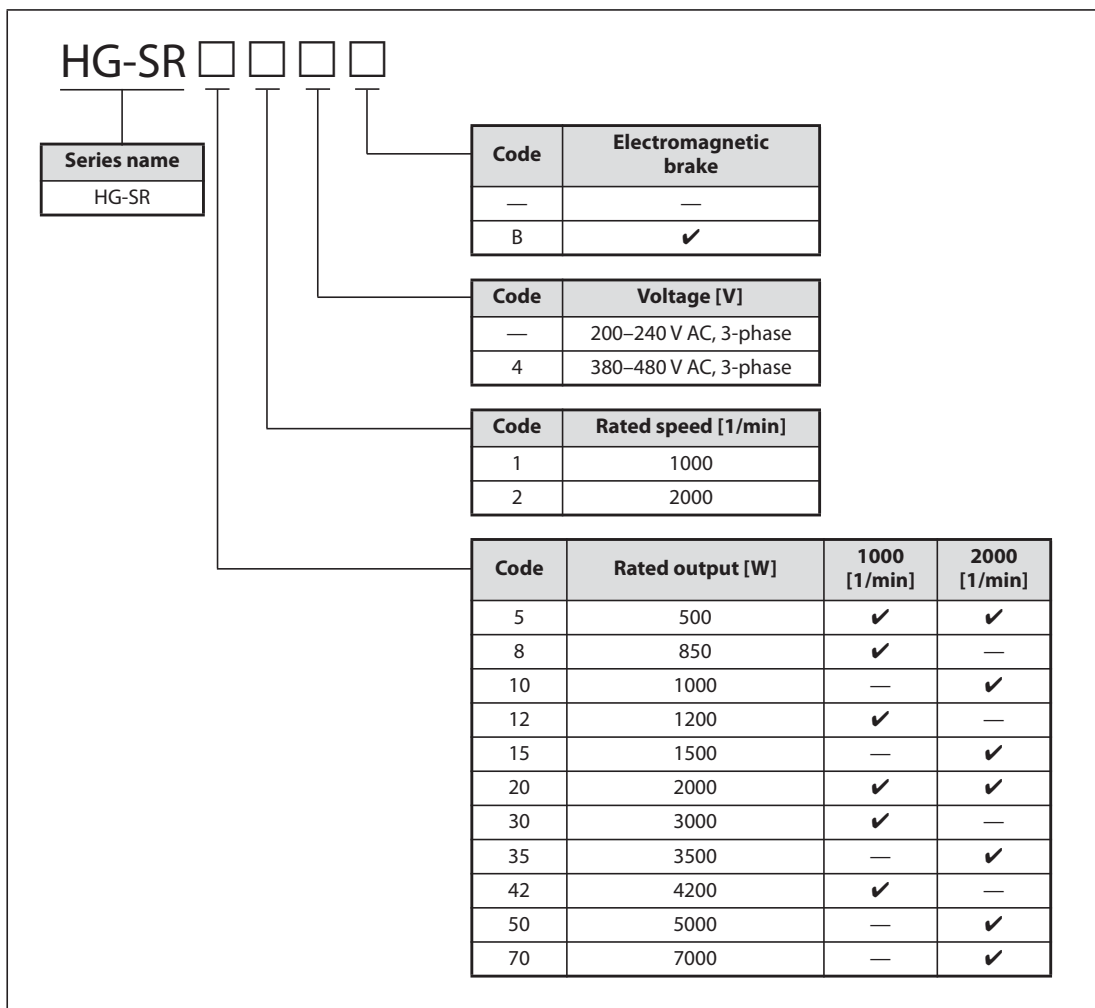 HG-SR □ □ □ □
Series name
HG-SR
Code Electromagnetic brake
— —
B ✔
Code Voltage [V]
— 200–240 V AC, 3-phase
4 380–480 V AC, 3-phase
Code Rated speed [1/min]
1 1000
2 2000
Code Rated output [W] 1000 [1/min] 2000 [1/min]
5 500 ✔ ✔
8 850 ✔ —
10 1000 — ✔
12 1200 ✔ —
15 1500 — ✔
20 2000 ✔ ✔
30 3000 ✔ —
35 3500 — ✔
42 4200 ✔ —
50 5000 — ✔
70 7000 — ✔